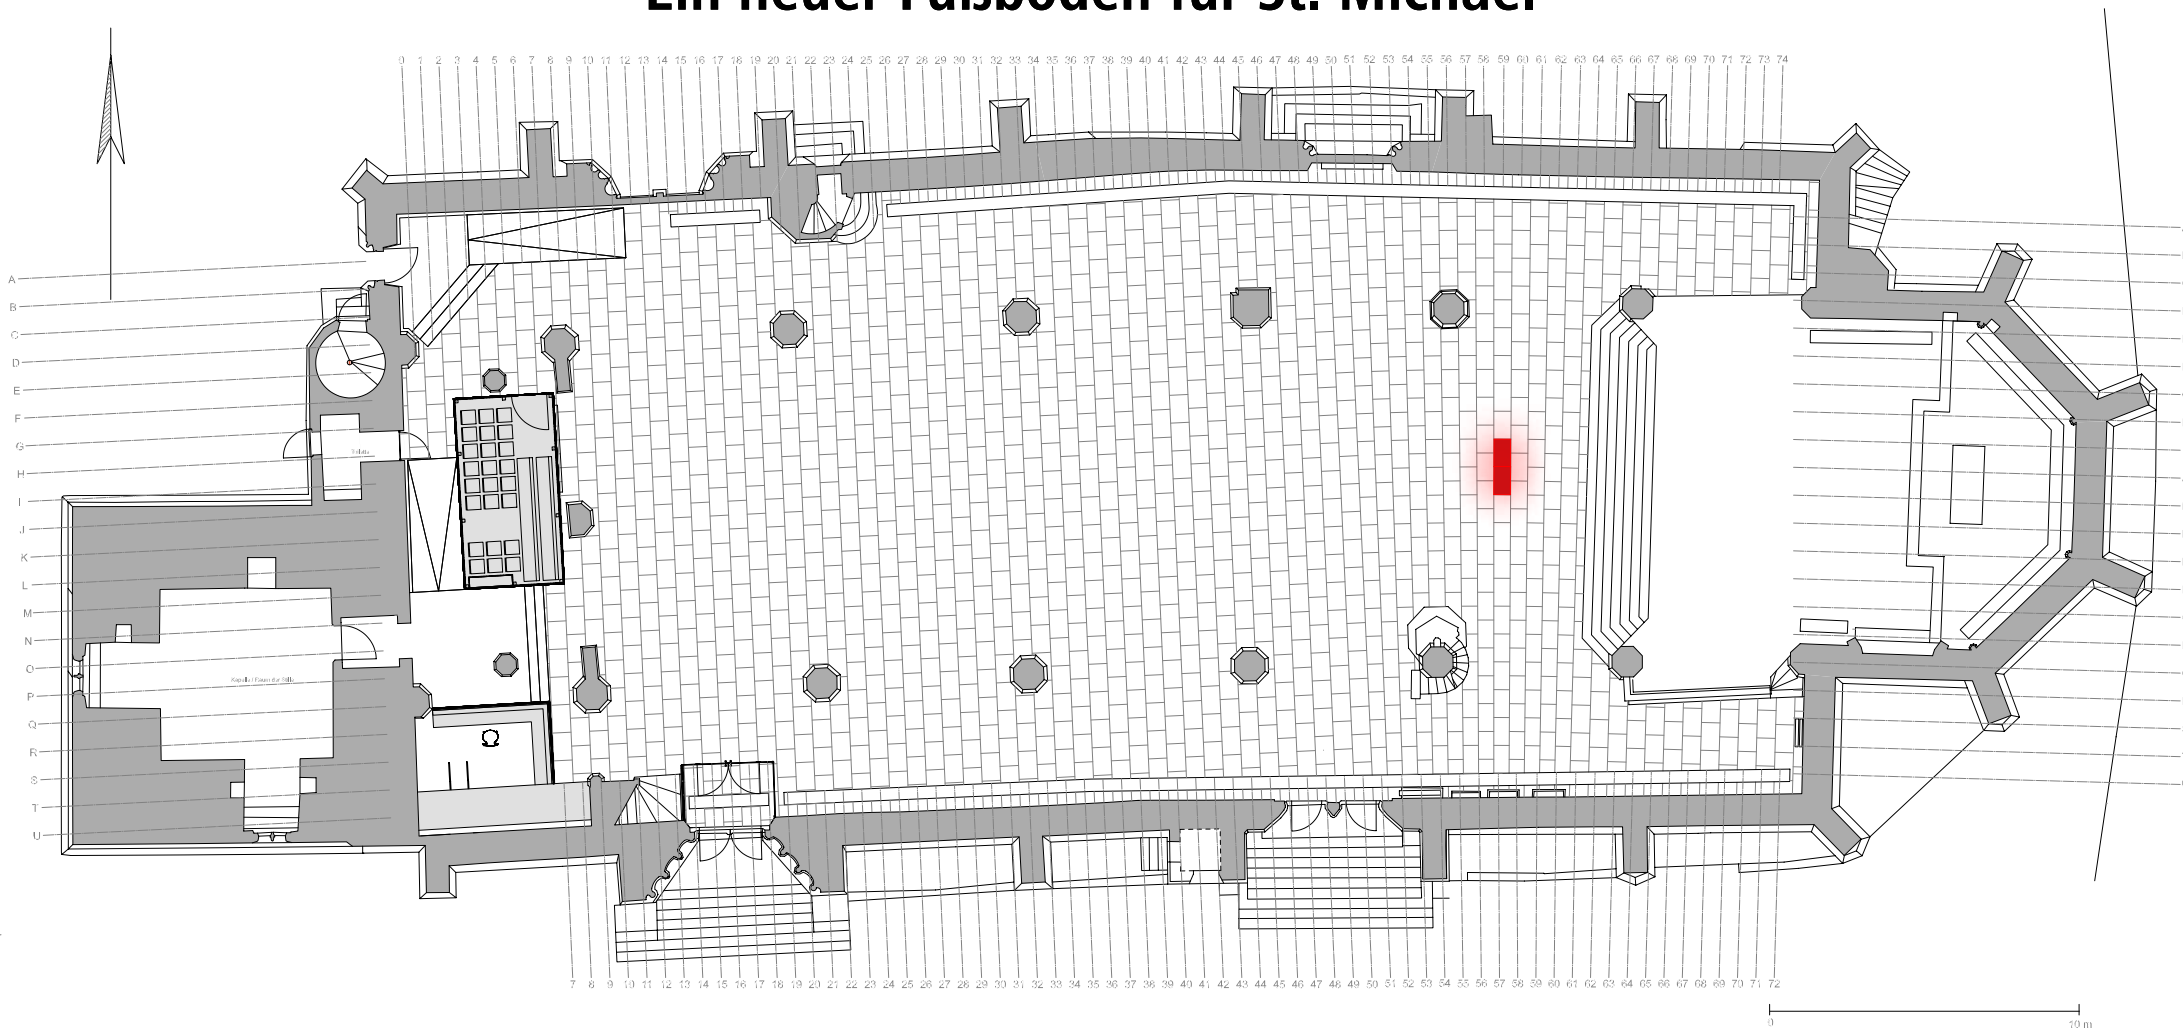 Ein neuer Fußboden für St. Michael
0 1 2 3 4 5 6 7 8 9 10 11 12 13 14 15 16 17 18 19 20 21 22 23 24 25 26 27 28 29 30 31 32 33 34 35 36 37 38 39 40 41 42 43 44 45 46 47 48 49 50 51 52 53 54 55 56 57 58 59 60 61 62 63 64 65 66 67 68 69 70 71 72 73 74
A
B
C
D
E
F
G
H
I
J
K
L
M
N
O
P
Q
R
S
T
U
7 8 9 10 11 12 13 14 15 16 17 18 19 20 21 22 23 24 25 26 27 28 29 30 31 32 33 34 35 36 37 38 39 40 41 42 43 44 45 46 47 48 49 50 51 52 53 54 55 56 57 58 59 60 61 62 63 64 65 66 67 68 69 70 71 72
0 10 m